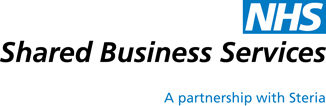 NHS
Shared Business Services
A partnership with Steria